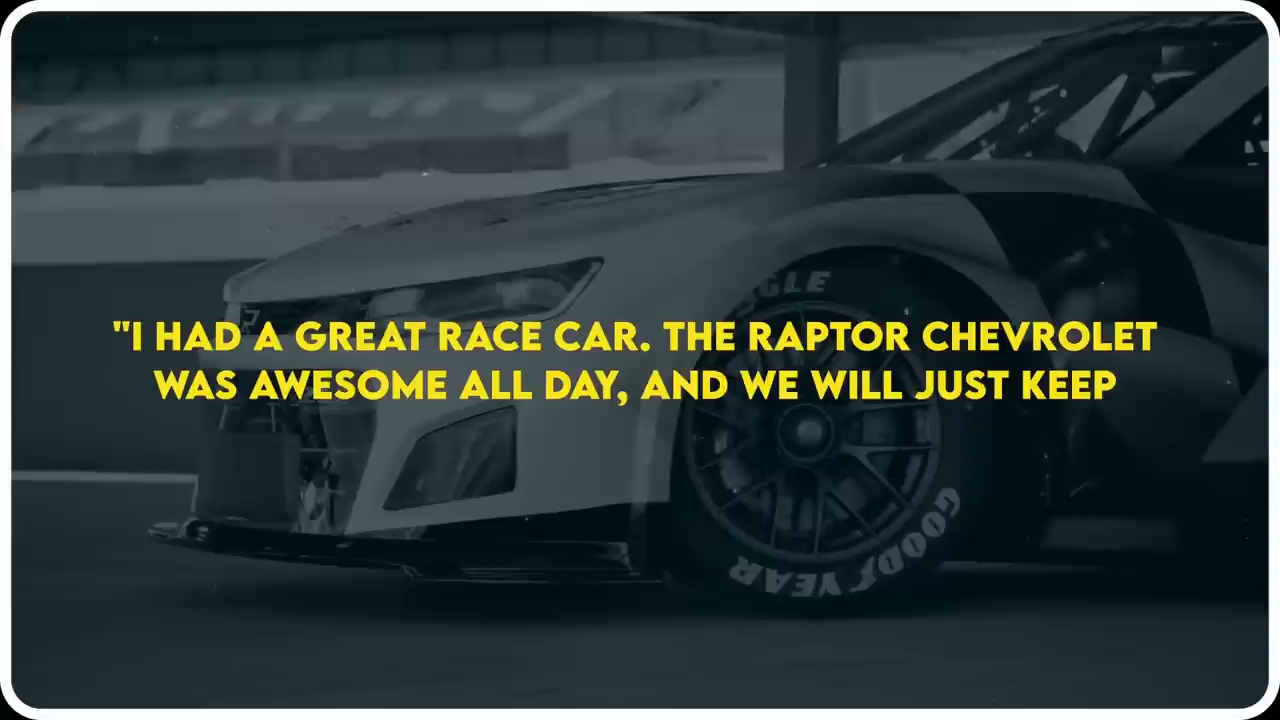 "I HAD A GREAT RACE CAR. THE RAPTOR CHEVROLET
WAS AWESOME ALL DAY, AND WE WILL JUST KEEP
GOODYEAR